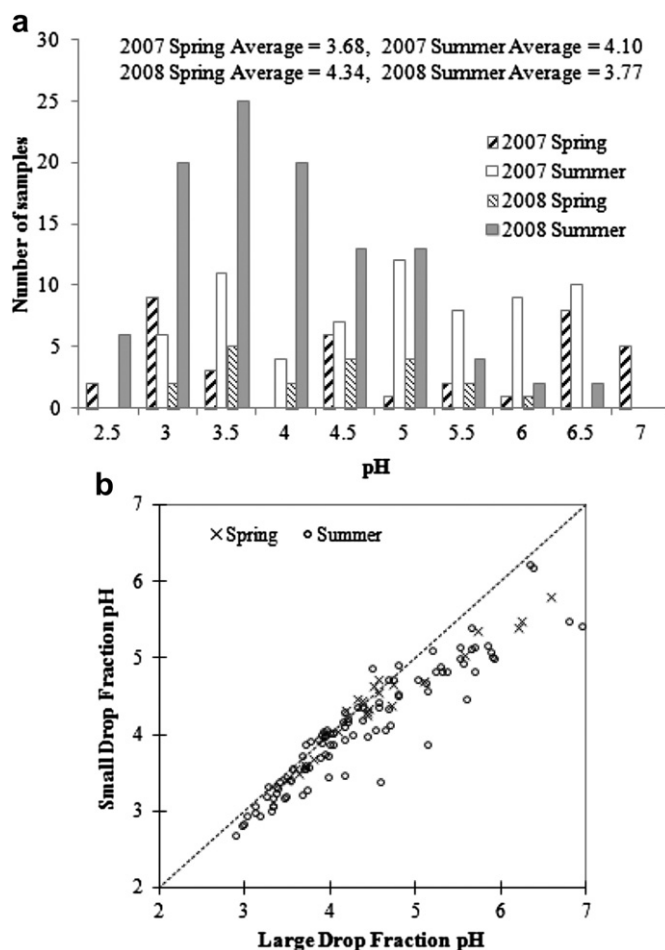 a
2007 Spring Average = 3.68, 2007 Summer Average = 4.10
2008 Spring Average = 4.34, 2008 Summer Average = 3.77
30
25
20
15
10
5
0
Number of samples
2007 Spring
2007 Summer
2008 Spring
2008 Summer
2.5 3 3.5 4 4.5 5 5.5 6 6.5 7
pH
b
Spring Summer
7
6
5
4
3
2
Small Drop Fraction pH
2 3 4 5 6 7
Large Drop Fraction pH